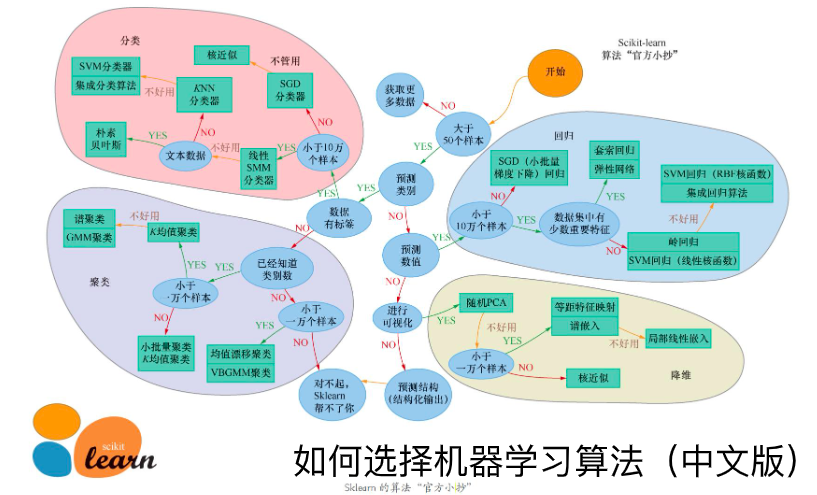 Scikit-learn
算法“官方小抄”
开始
获取更
多数据
NO
大于
50个样本
YES
预测
类别
YES
NO
数据
有标签
YES
NO
分类
核近似
不管用
SGD
分类器
NO
小于10万
个样本
YES
线性
SMM
分类器
不好用
文本数据
YES
朴素
贝叶斯
NO
KNN
分类器
不好用
SVM分类器
集成分类算法
回归
预测
数值
YES
NO
小于
10万个样本
NO
SGD（小批量
梯度下降）回归
YES
数据集中有
少数重要特征
YES
套索回归
弹性网络
NO
岭回归
SVM回归（线性核函数）
不好用
SVM回归（RBF核函数）
集成回归算法
聚类
已经知道
类别数
YES
NO
小于
一万个样本
YES
K均值聚类
不好用
谱聚类
GMM聚类
NO
小批量聚类
K均值聚类
小于
一万个样本
YES
均值漂移聚类
VBGMM聚类
NO
对不起，
Sklearn
帮不了你
进行
可视化
YES
NO
预测结构
（结构化输出）
随机PCA
不好用
小于
一万个样本
YES
等距特征映射
谱嵌入
不好用
局部线性嵌入
NO
核近似
降维
scikit
learn
如何选择机器学习算法（中文版）
Sklearn 的算法“官方小抄”